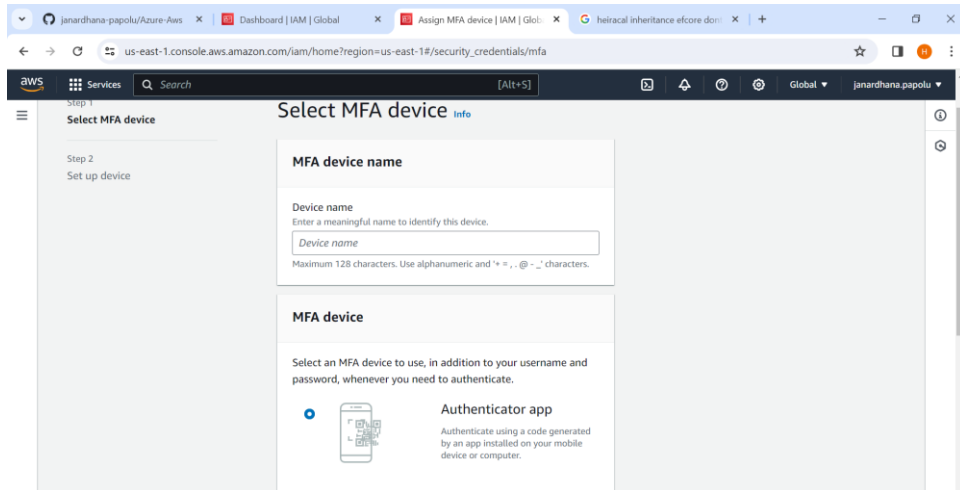 janardhana-papolu/Azure-Aws
Dashboard | IAM | Global
Assign MFA device | IAM | Glob
heiracal inheritance efcore dont
us-east-1.console.aws.amazon.com/iam/home?region=us-east-1#/security_credentials/mfa
H
aws
Services
Search
[Alt+S]
Global
janardhana.papolu
Step 1
Select MFA device
Step 2
Set up device
Select MFA device Info
MFA device name
Device name
Enter a meaningful name to identify this device.
Device name
Maximum 128 characters. Use alphanumeric and '+ = , . @ - _' characters.
MFA device
Select an MFA device to use, in addition to your username and
password, whenever you need to authenticate.
Authenticator app
Authenticate using a code generated
by an app installed on your mobile
device or computer.